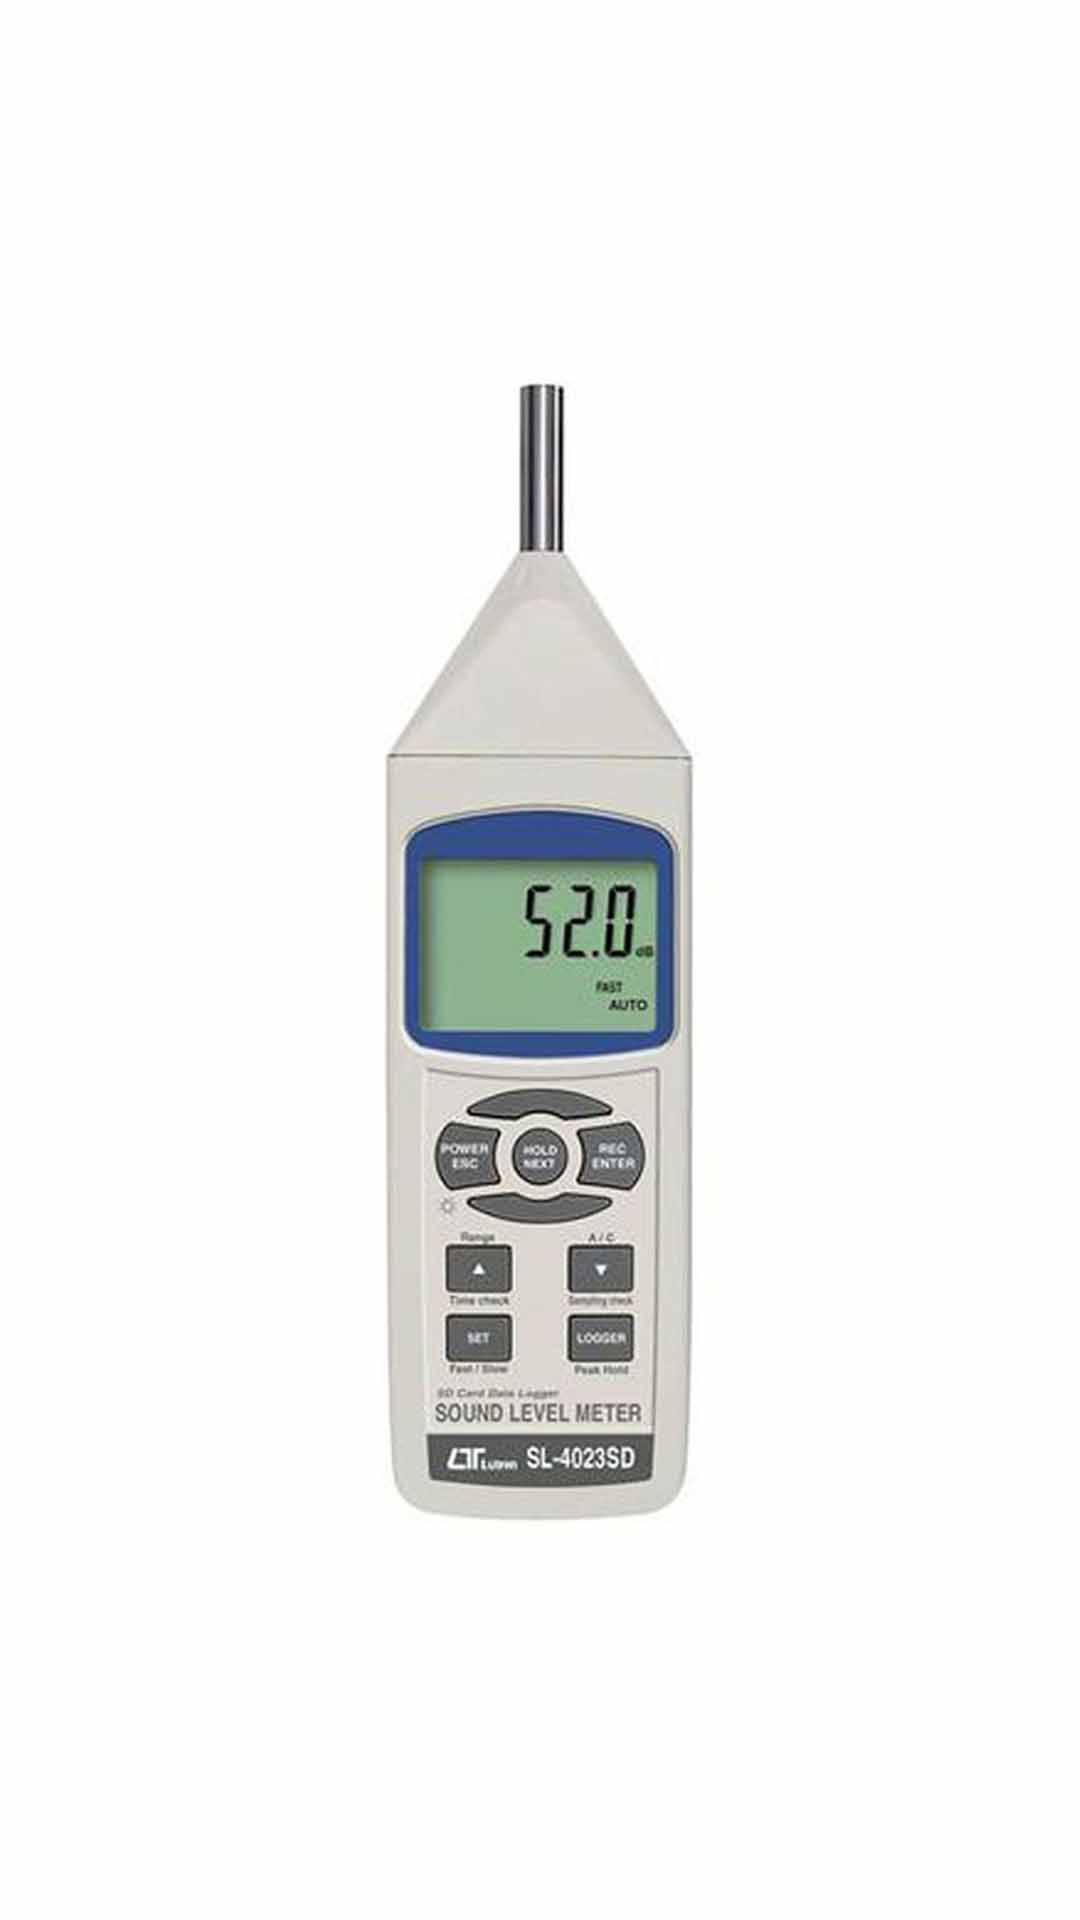 52.0 dB
FAST
AUTO
POWER ESC
HOLD NEXT
REC ENTER
Range
A / C
Time check
Sampling check
SET
LOGGER
Fast / Slow
Peak Hold
SD Card Data Logger
SOUND LEVEL METER
Lutron SL-4023SD